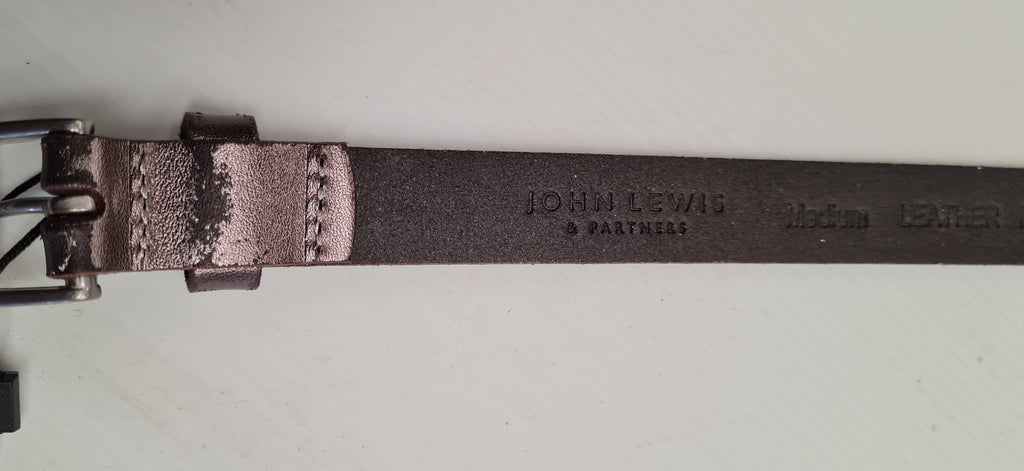 JOHN LEWIS
& PARTNERS
Medium LEATHER